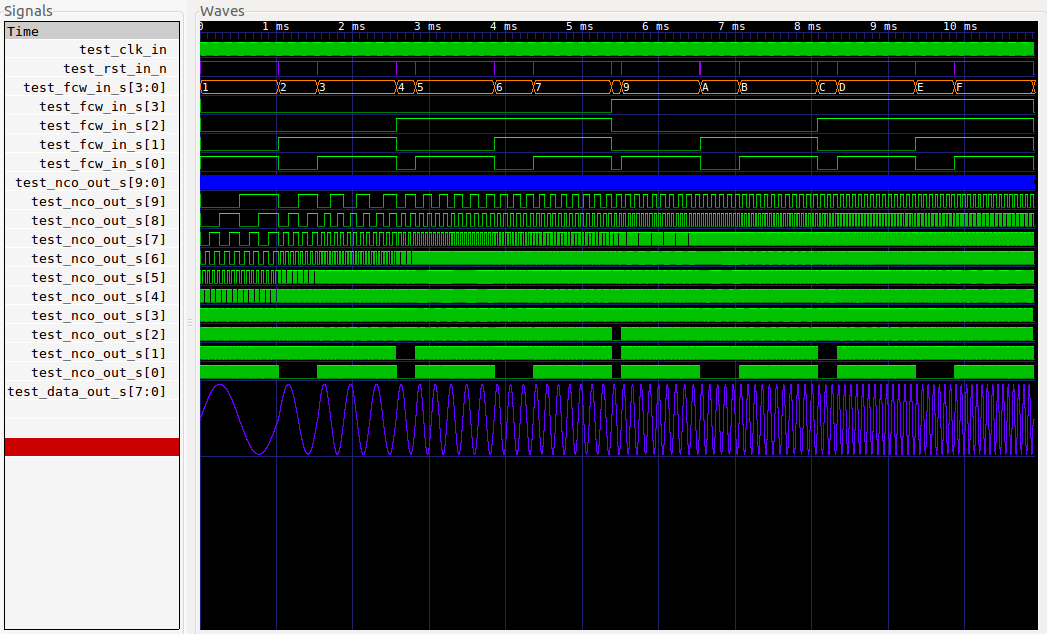 Signals
Waves
Time
0 1 ms 2 ms 3 ms 4 ms 5 ms 6 ms 7 ms 8 ms 9 ms 10 ms
test_clk_in
test_rst_in_n
test_fcw_in_s[3:0]
1 2 3 4 5 6 7 9 A B C D E F
test_fcw_in_s[3]
test_fcw_in_s[2]
test_fcw_in_s[1]
test_fcw_in_s[0]
test_nco_out_s[9:0]
test_nco_out_s[9]
test_nco_out_s[8]
test_nco_out_s[7]
test_nco_out_s[6]
test_nco_out_s[5]
test_nco_out_s[4]
test_nco_out_s[3]
test_nco_out_s[2]
test_nco_out_s[1]
test_nco_out_s[0]
test_data_out_s[7:0]